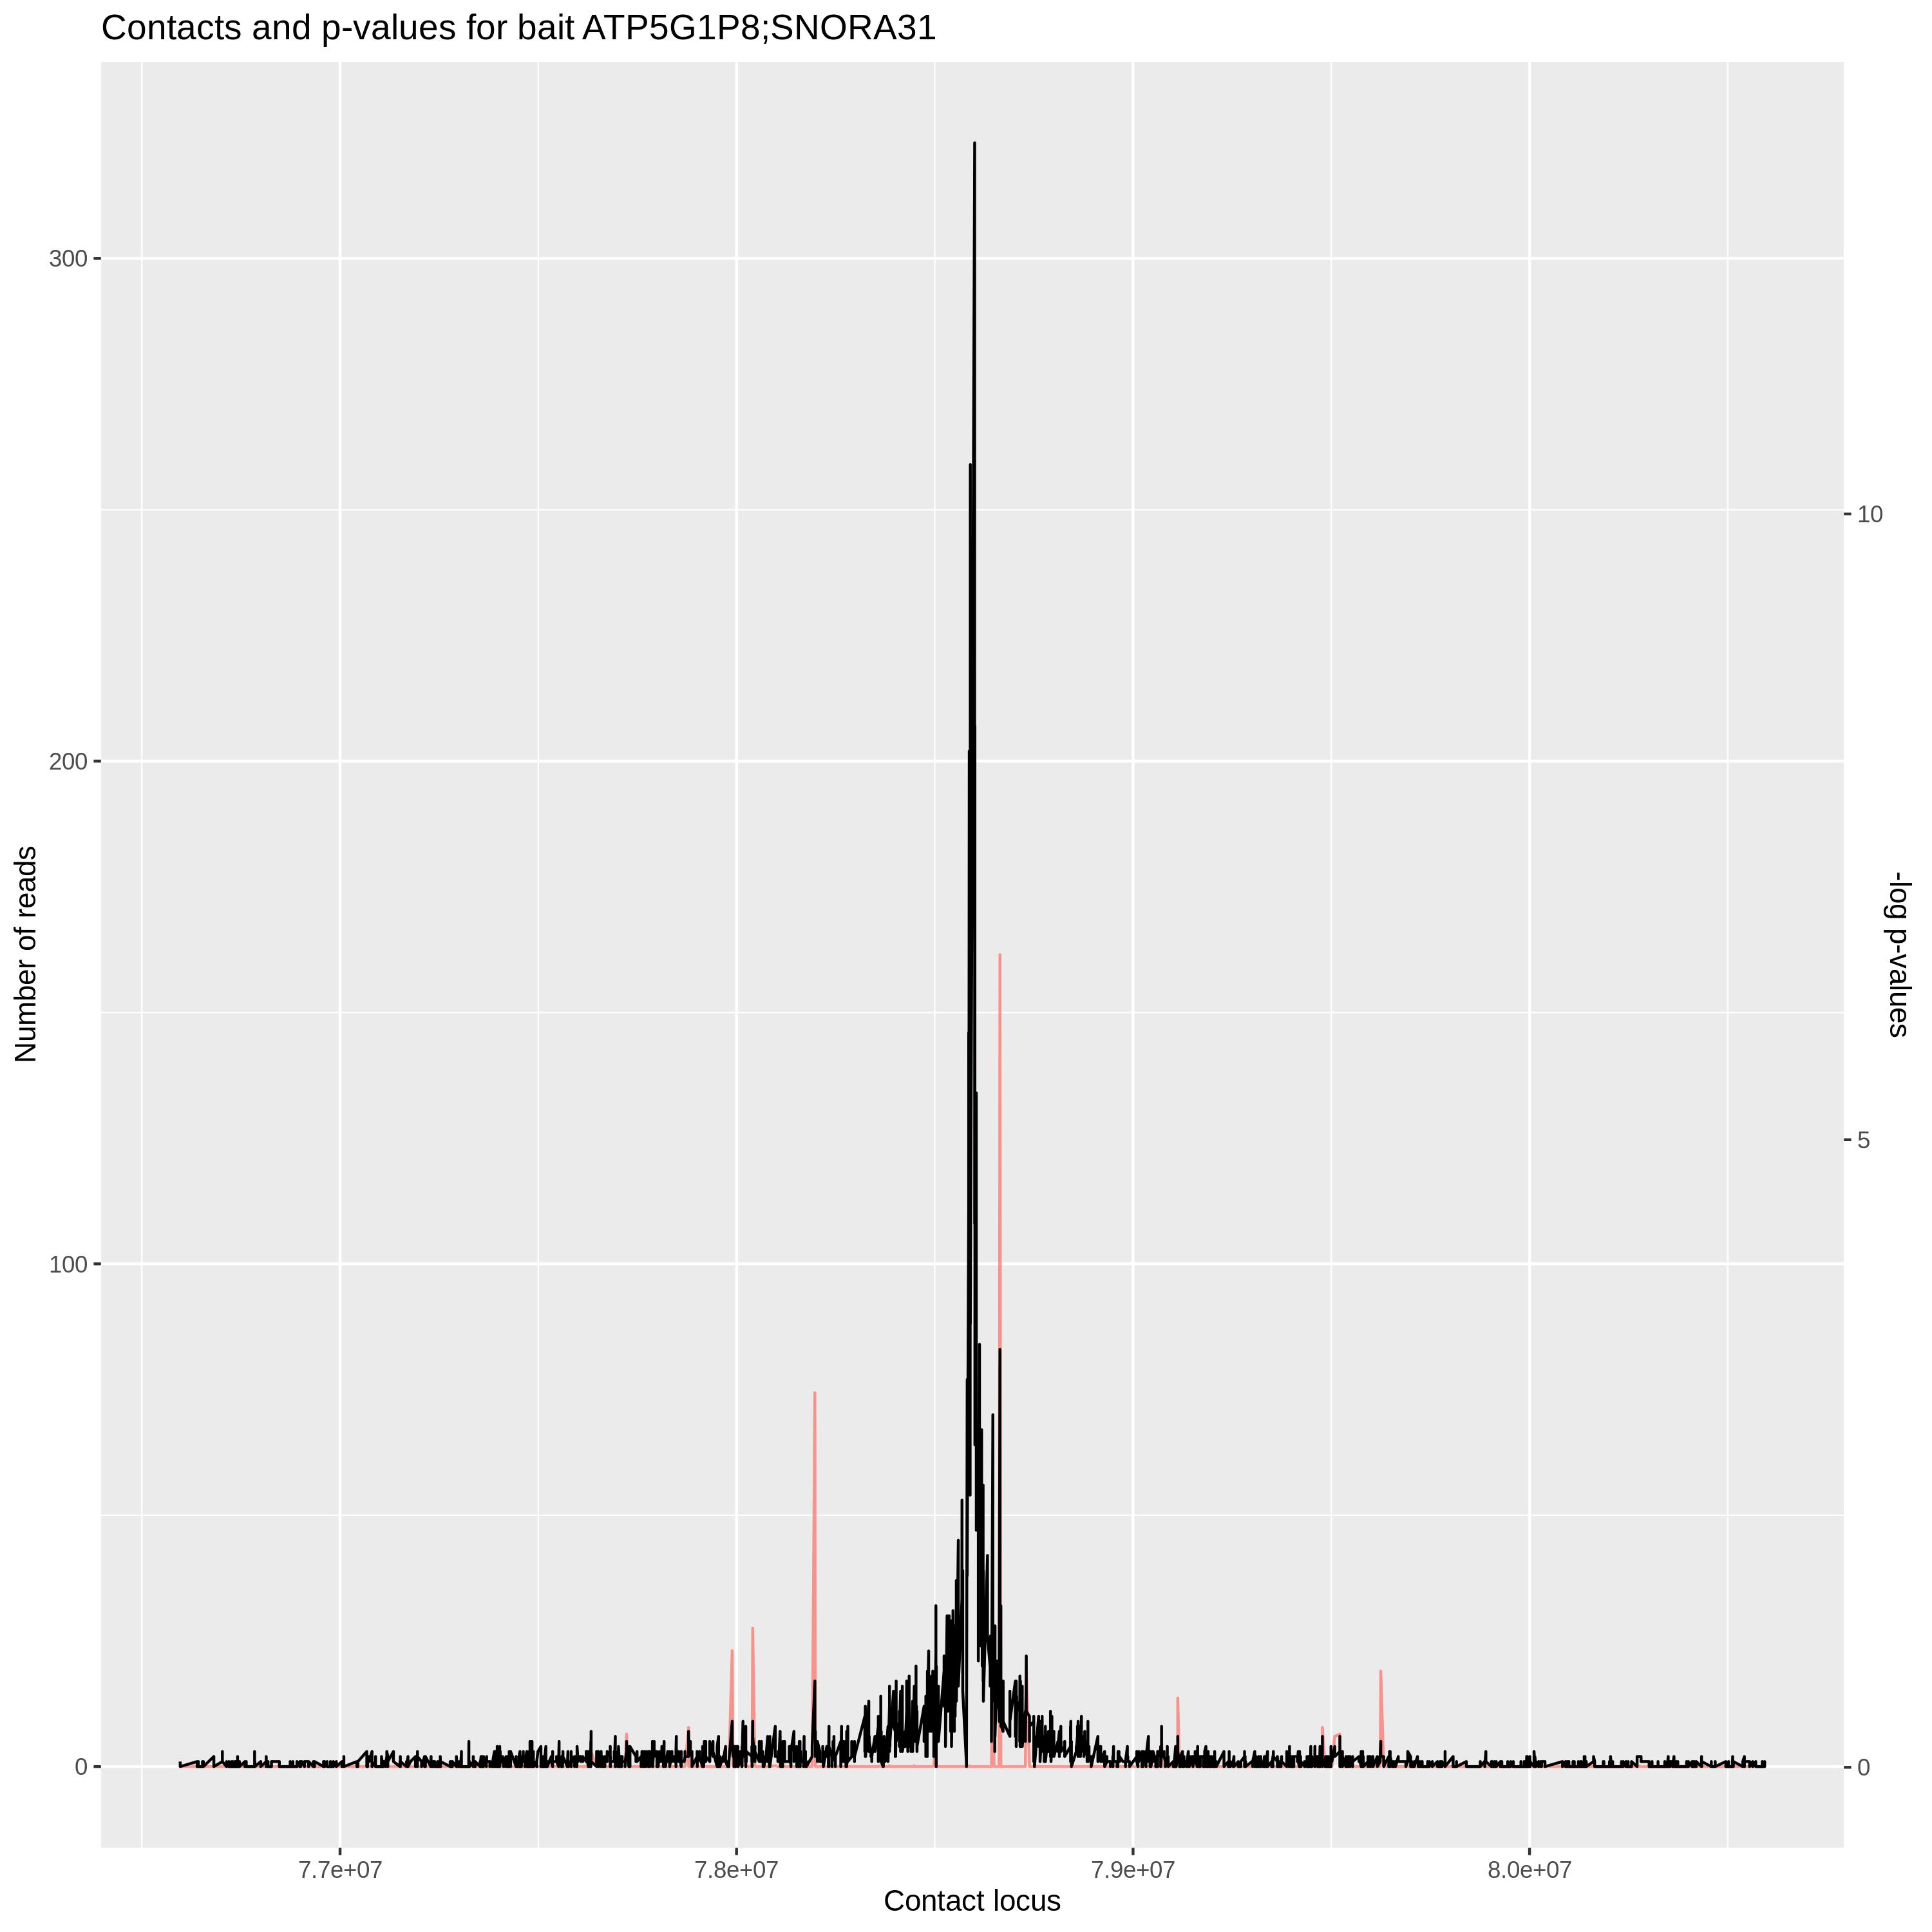 Contacts and p-values for bait ATP5G1P8;SNORA31
300
200
100
0
Number of reads
10
5
0
-log p-values
7.7e+07 7.8e+07 7.9e+07 8.0e+07
Contact locus